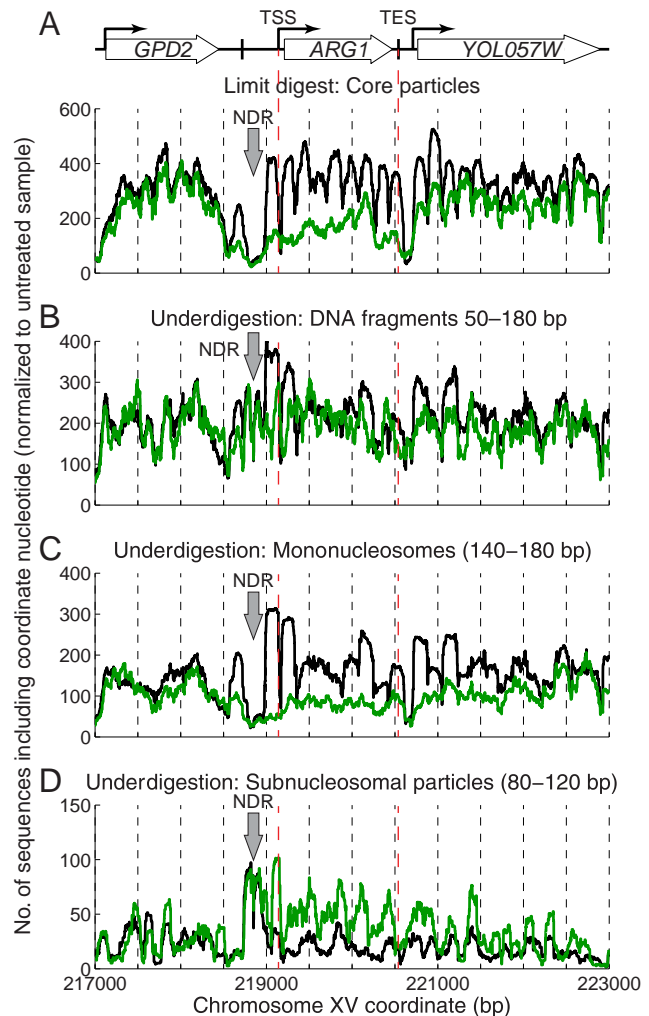 A
TSS
TES
GPD2
ARG1
YOL057W
Limit digest: Core particles
600
400
200
0
NDR
B
Underdigestion: DNA fragments 50–180 bp
400
300
200
100
0
NDR
C
Underdigestion: Mononucleosomes (140–180 bp)
400
300
200
100
0
NDR
D
Underdigestion: Subnucleosomal particles (80–120 bp)
150
100
50
0
NDR
217000
219000
221000
223000
Chromosome XV coordinate (bp)
No. of sequences including coordinate nucleotide (normalized to untreated sample)